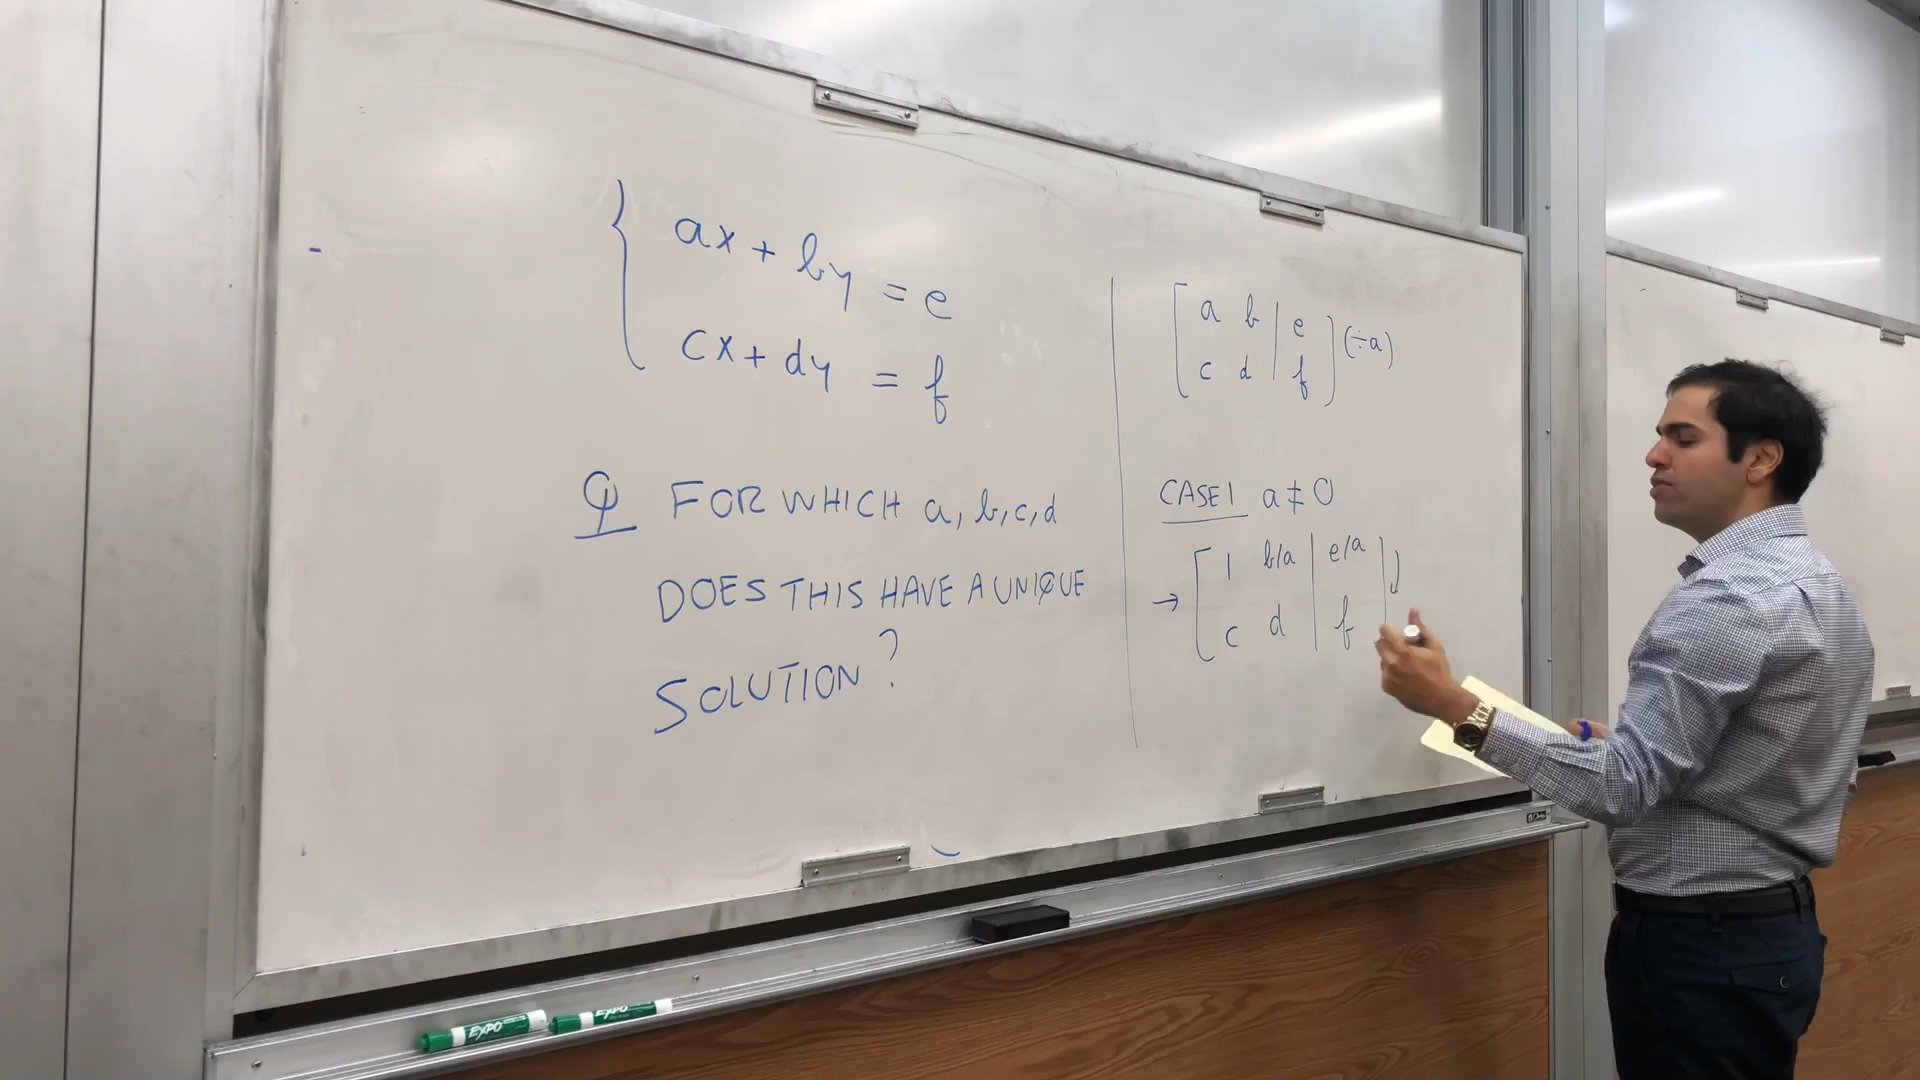 ax + by = e
cx + dy = f
Q FOR WHICH a, b, c, d
DOES THIS HAVE A UNIQUE
SOLUTION?
[ a b | e ] (÷a)
[ c d | f ]
CASE 1 a ≠ 0
→ [ 1 b/a | e/a ]
[ c d | f ]
EXPO
EXPO